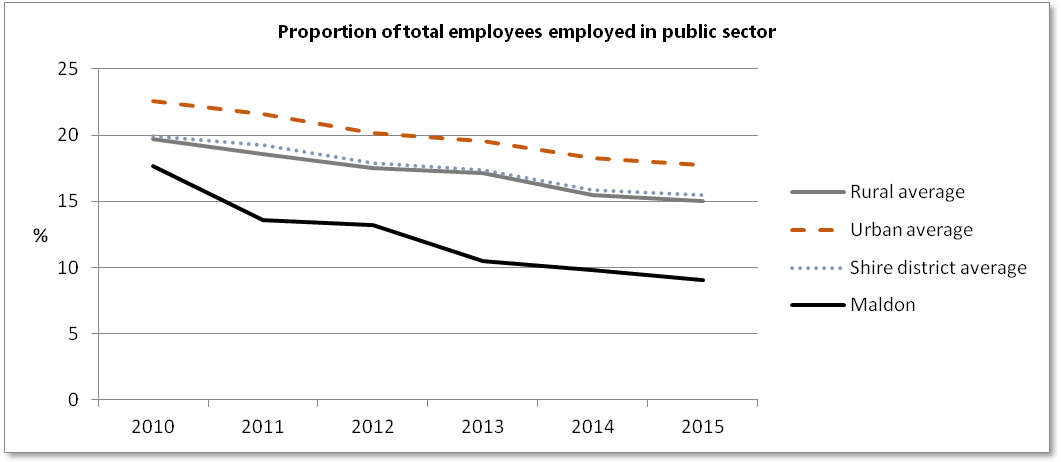 Proportion of total employees employed in public sector
25
20
15
%
10
5
0
2010 2011 2012 2013 2014 2015
Rural average
Urban average
Shire district average
Maldon